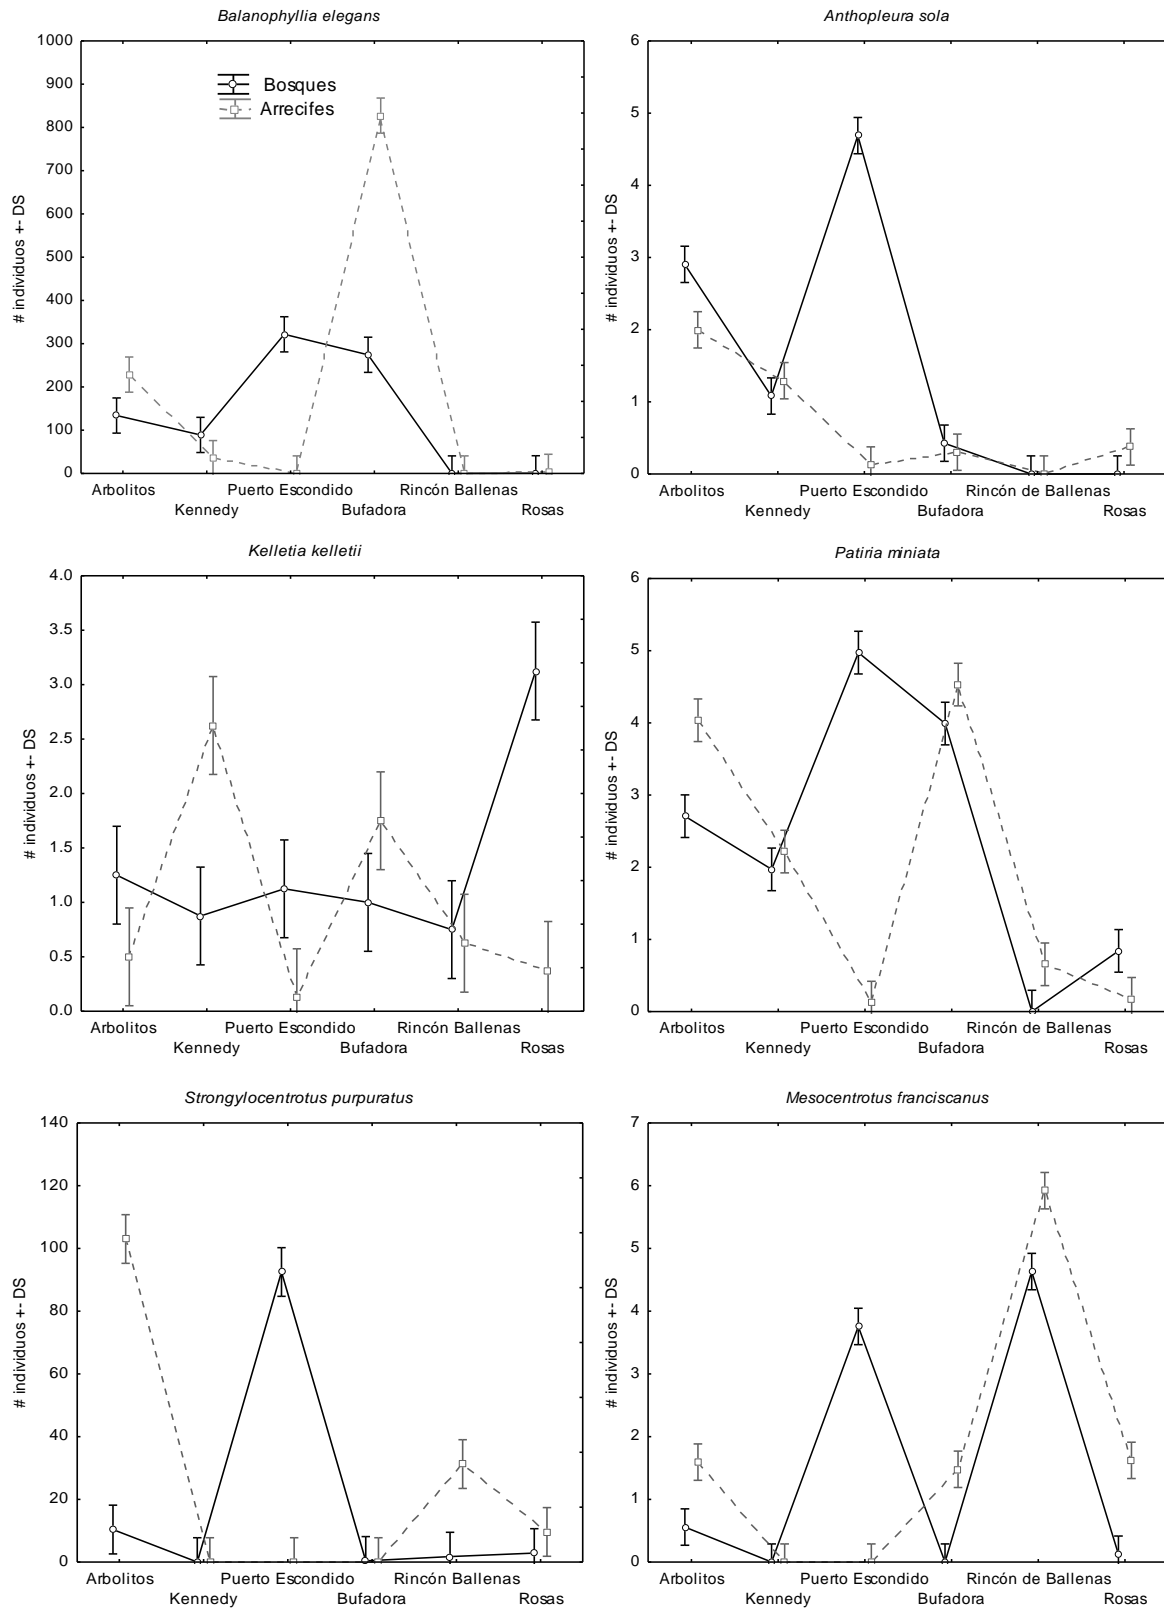 Balanophyllia elegans
1000
900
800
700
600
500
400
300
200
100
0
# individuos +- DS
Bosques
Arrecifes
Arbolitos
Kennedy
Puerto Escondido
Bufadora
Rincón Ballenas
Rosas
Anthopleura sola
6
5
4
3
2
1
0
# individuos +- DS
Arbolitos
Kennedy
Puerto Escondido
Bufadora
Rincón de Ballenas
Rosas
Kelletia kelletii
4.0
3.5
3.0
2.5
2.0
1.5
1.0
0.5
0.0
# individuos +- DS
Arbolitos
Kennedy
Puerto Escondido
Bufadora
Rincón Ballenas
Rosas
Patiria miniata
6
5
4
3
2
1
0
# individuos +- DS
Arbolitos
Kennedy
Puerto Escondido
Bufadora
Rincón de Ballenas
Rosas
Strongylocentrotus purpuratus
140
120
100
80
60
40
20
0
# individuos +- DS
Arbolitos
Kennedy
Puerto Escondido
Bufadora
Rincón Ballenas
Rosas
Mesocentrotus franciscanus
7
6
5
4
3
2
1
0
# individuos +- DS
Arbolitos
Kennedy
Puerto Escondido
Bufadora
Rincón de Ballenas
Rosas